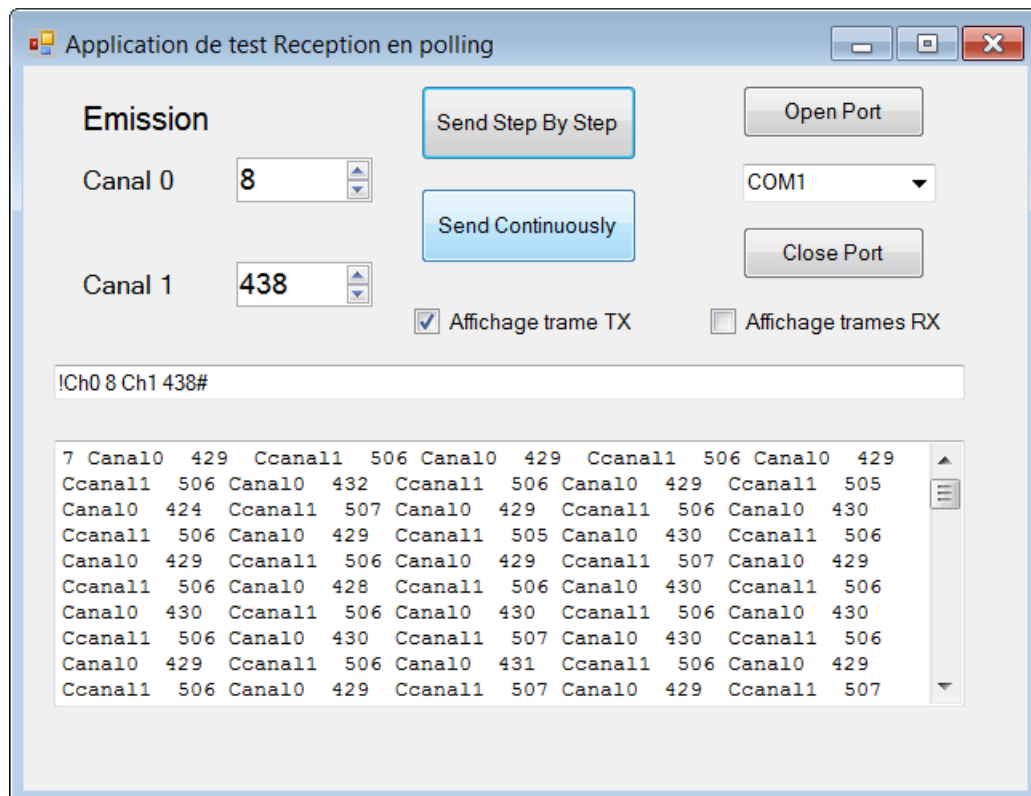 Application de test Reception en polling
Emission
Send Step By Step
Open Port
Canal 0
8
COM1
Send Continuously
Close Port
Canal 1
438
Affichage trame TX
Affichage trames RX
!Ch0 8 Ch1 438#
7 Canal0 429 Ccanal1 506 Canal0 429 Ccanal1 506 Canal0 429
Ccanal1 506 Canal0 432 Ccanal1 506 Canal0 429 Ccanal1 505
Canal0 424 Ccanal1 507 Canal0 429 Ccanal1 506 Canal0 430
Ccanal1 506 Canal0 429 Ccanal1 505 Canal0 430 Ccanal1 506
Canal0 429 Ccanal1 506 Canal0 429 Ccanal1 507 Canal0 429
Ccanal1 506 Canal0 428 Ccanal1 506 Canal0 430 Ccanal1 506
Canal0 430 Ccanal1 506 Canal0 430 Ccanal1 506 Canal0 430
Ccanal1 506 Canal0 430 Ccanal1 507 Canal0 430 Ccanal1 506
Canal0 429 Ccanal1 506 Canal0 431 Ccanal1 506 Canal0 429
Ccanal1 506 Canal0 429 Ccanal1 507 Canal0 429 Ccanal1 507